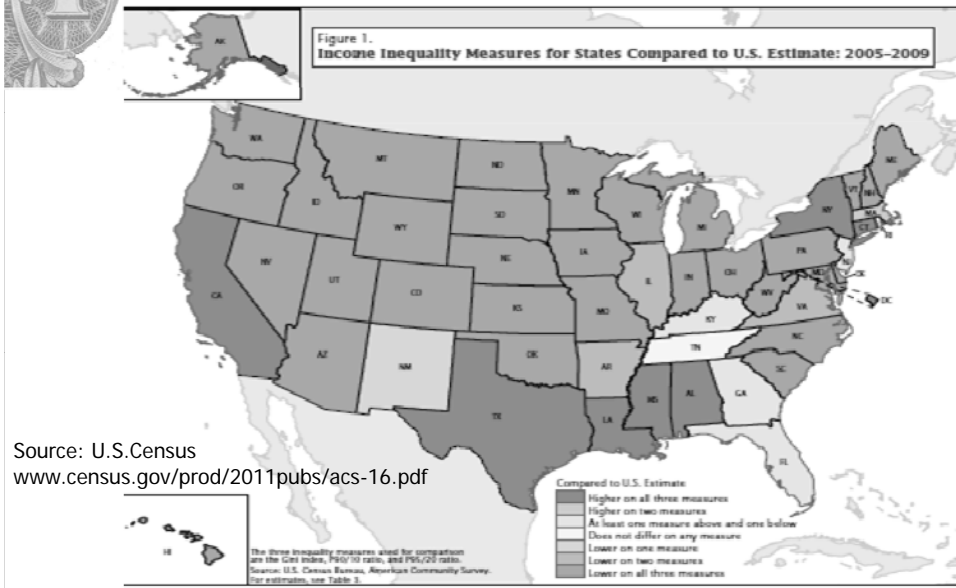 Figure 1.
Income Inequality Measures for States Compared to U.S. Estimate: 2005–2009
AK
WA
MT
ND
MN
ME
OR
ID
SD
WI
VT
NH
WY
MI
NY
MA
CT
RI
IA
NE
PA
NJ
NV
UT
CO
IL
IN
OH
MD
DE
DC
CA
KS
MO
WV
VA
KY
NC
TN
AZ
NM
OK
AR
SC
TX
LA
MS
AL
GA
FL
HI
Source: U.S.Census
www.census.gov/prod/2011pubs/acs-16.pdf
Compared to U.S. Estimate
Higher on all three measures
Higher on two measures
At least one measure above and one below
Does not differ on any measure
Lower on one measure
Lower on two measures
Lower on all three measures
The three inequality measures used for comparison
are the Gini index, P90/10 ratio, and P95/20 ratio.
Source: U.S. Census Bureau, American Community Survey.
For estimates, see Table 3.